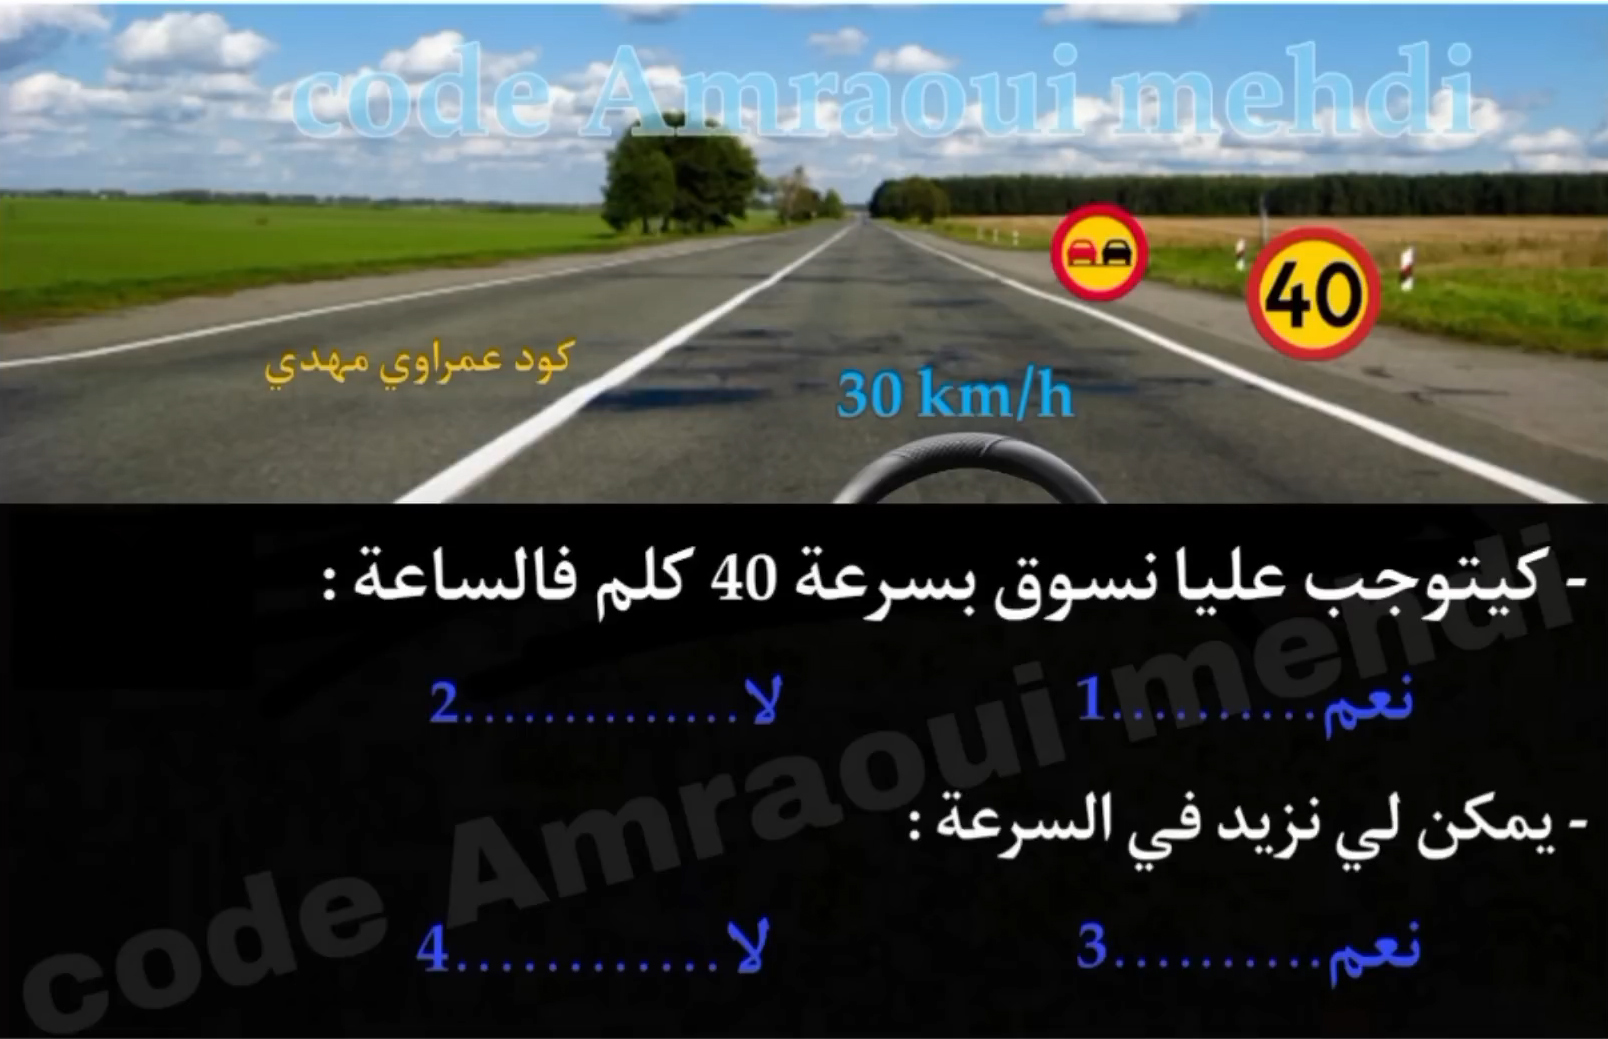 code Amraoui mehdi
40
كود عمراوي مهدي
30 km/h
- كيتوجب عليا نسوق بسرعة 40 كلم فالساعة :
نعم..........1 لا..............2
- يمكن لي نزيد في السرعة :
نعم..........3 لا.............4
code Amraoui mehdi